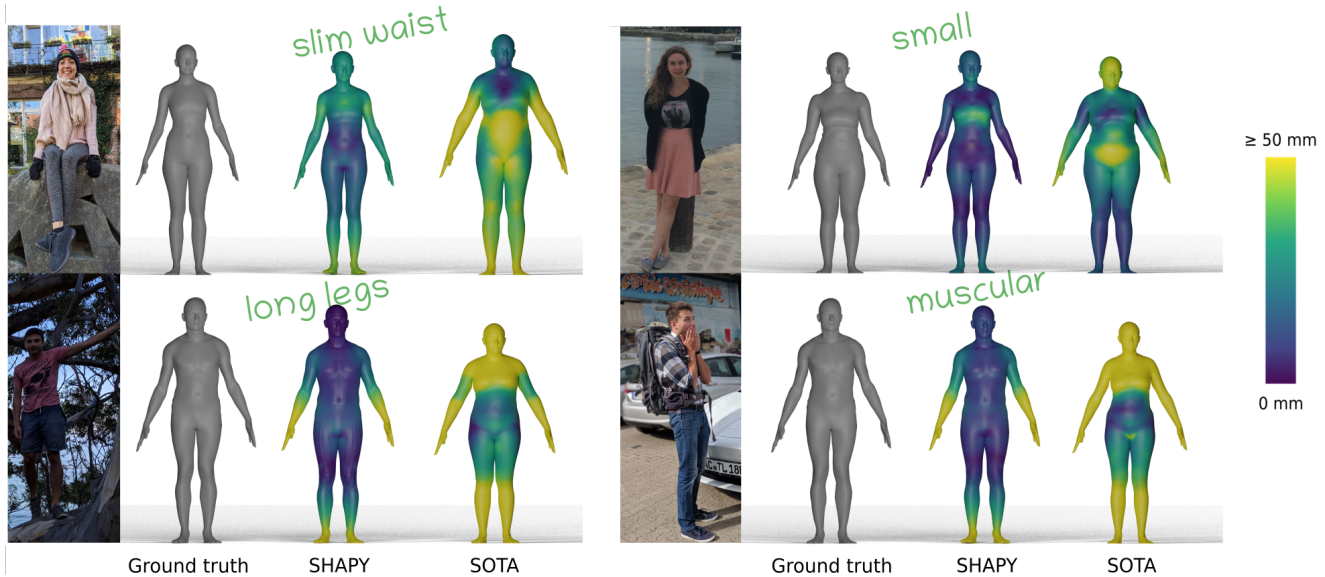 slim waist
small
≥ 50 mm
0 mm
long legs
muscular
Ground truth
SHAPY
SOTA
Ground truth
SHAPY
SOTA